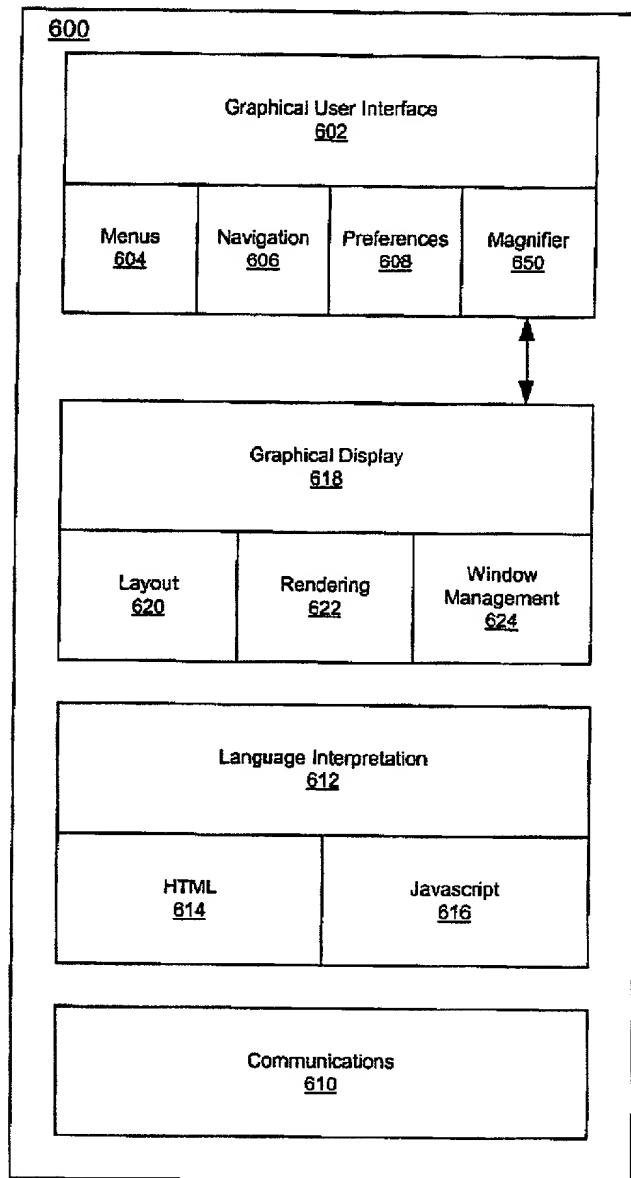 600
Graphical User Interface
602
Menus
604
Navigation
606
Preferences
608
Magnifier
650
Graphical Display
618
Layout
620
Rendering
622
Window
Management
624
Language Interpretation
612
HTML
614
Javascript
616
Communications
610